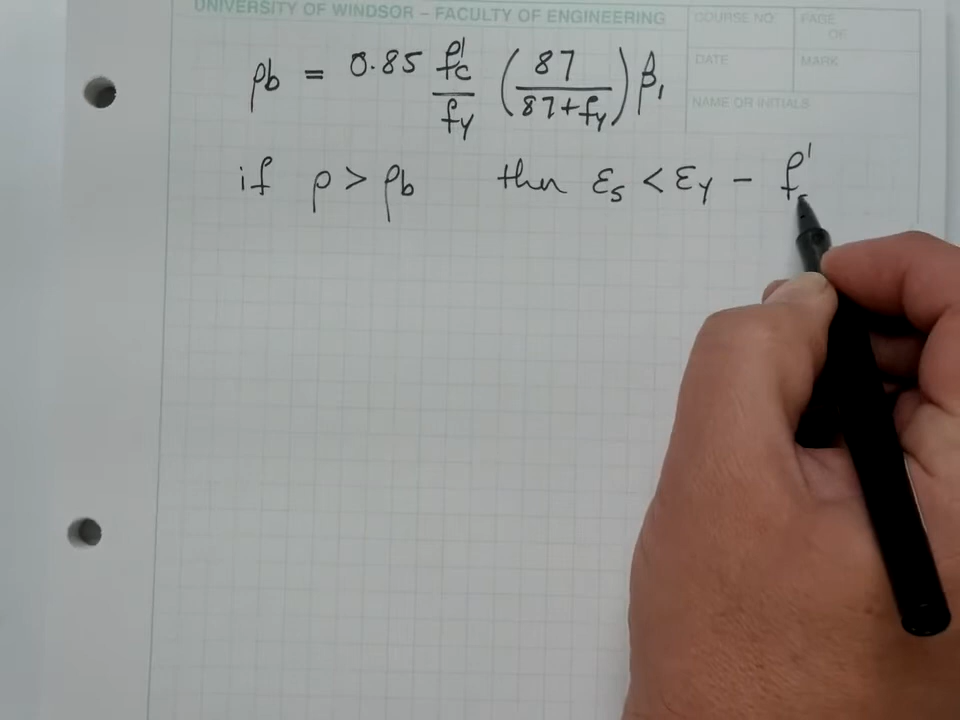 UNIVERSITY OF WINDSOR – FACULTY OF ENGINEERING
COURSE NO.
PAGE
OF
DATE
MARK
NAME OR INITIALS
ρb = 0.85 f'c/fy (87/(87+fy)) β₁
if ρ > ρb then εs < εy – f's